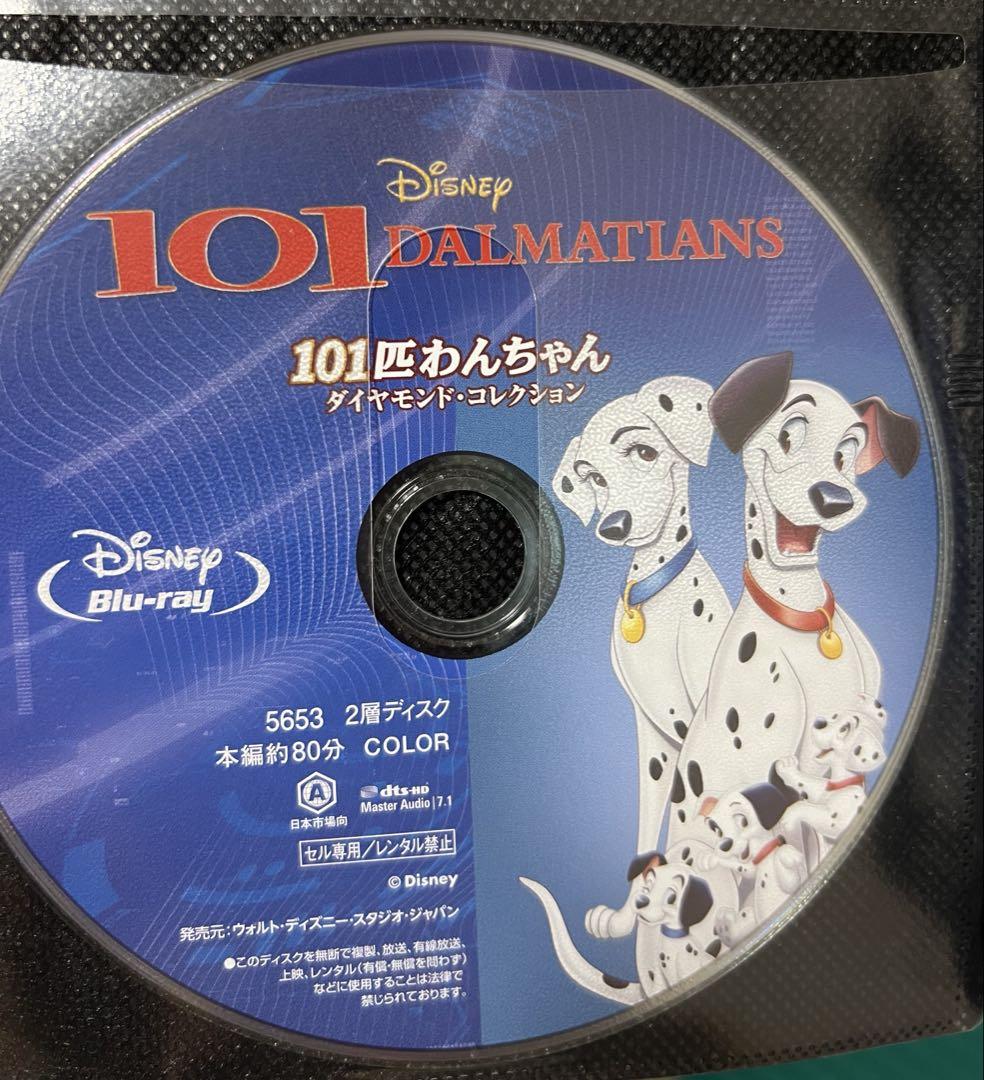 Disney
101 DALMATIANS
101匹わんちゃん
ダイヤモンド・コレクション
Disney
Blu-ray
5653 2層ディスク
本編約80分 COLOR
A
日本市場向
dts-HD
Master Audio | 7.1
セル専用/レンタル禁止
© Disney
発売元:ウォルト・ディズニー・スタジオ・ジャパン
●このディスクを無断で複製、放送、有線放送、
上映、レンタル(有償・無償を問わず)
などに使用することは法律で
禁じられております。